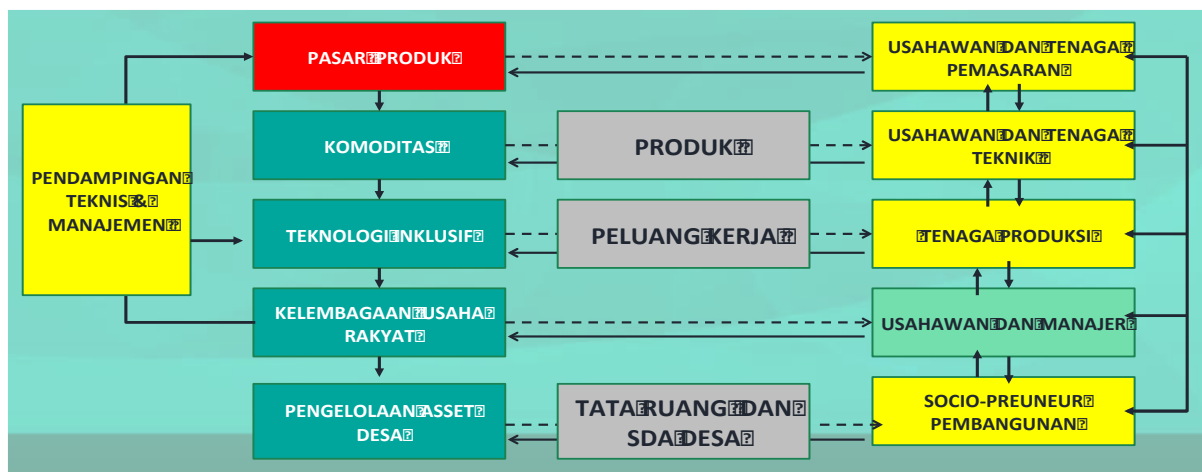 PASAR PRODUK
USAHAWAN DAN TENAGA
PEMASARAN
KOMODITAS
PRODUK
USAHAWAN DAN TENAGA
TEKNIK
PENDAMPINGAN
TEKNIS &
MANAJEMEN
TEKNOLOGI INKLUSIF
PELUANG KERJA
TENAGA PRODUKSI
KELEMBAGAAN USAHA
RAKYAT
USAHAWAN DAN MANAJER
PENGELOLAAN ASSET
DESA
TATA RUANG DAN
SDA DESA
SOCIO-PREUNEUR
PEMBANGUNAN